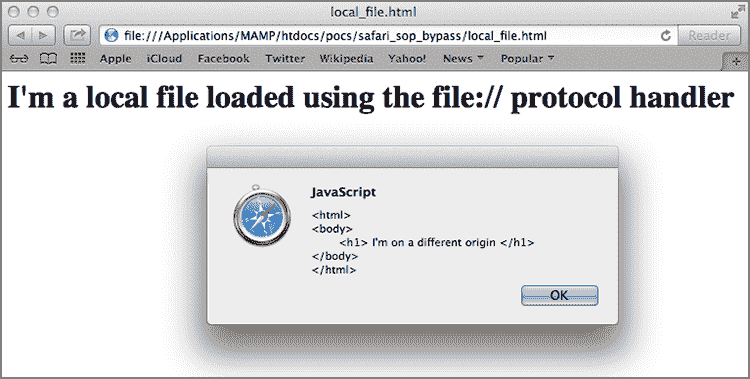 local_file.html
file:///Applications/MAMP/htdocs/pocs/safari_sop_bypass/local_file.html
Reader
Apple iCloud Facebook Twitter Wikipedia Yahoo! News Popular
I'm a local file loaded using the file:// protocol handler
JavaScript
<html>
<body>
<h1> I'm on a different origin </h1>
</body>
</html>
OK